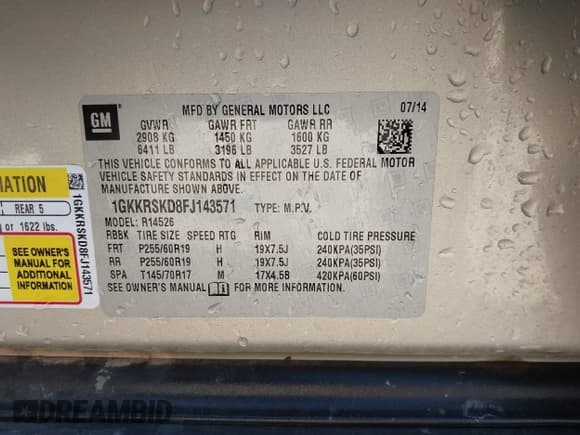 GM
MFD BY GENERAL MOTORS LLC 07/14
GVWR GAWR FRT GAWR RR
2908 KG 1450 KG 1600 KG
6411 LB 3196 LB 3527 LB
THIS VEHICLE CONFORMS TO ALL APPLICABLE U.S. FEDERAL MOTOR
VEHICLE SAFETY STANDARDS IN EFFECT ON THE DATE OF
MANUFACTURE SHOWN ABOVE.
1GKKRSKD8FJ143571 TYPE: M.P.V.
MODEL: R14526
RBBK TIRE SIZE SPEED RTG RIM COLD TIRE PRESSURE
FRT P255/60R19 H 19X7.5J 240KPA(35PSI)
RR P255/60R19 H 19X7.5J 240KPA(35PSI)
SPA T145/70R17 M 17X4.5B 420KPA(60PSI)
SEE OWNER'S MANUAL FOR MORE INFORMATION.
MATION
REAR 5
or 1622 lbs.
SEE OWNER'S
MANUAL FOR
ADDITIONAL
INFORMATION
1GKKRSKD8FJ143571
DREAMBID